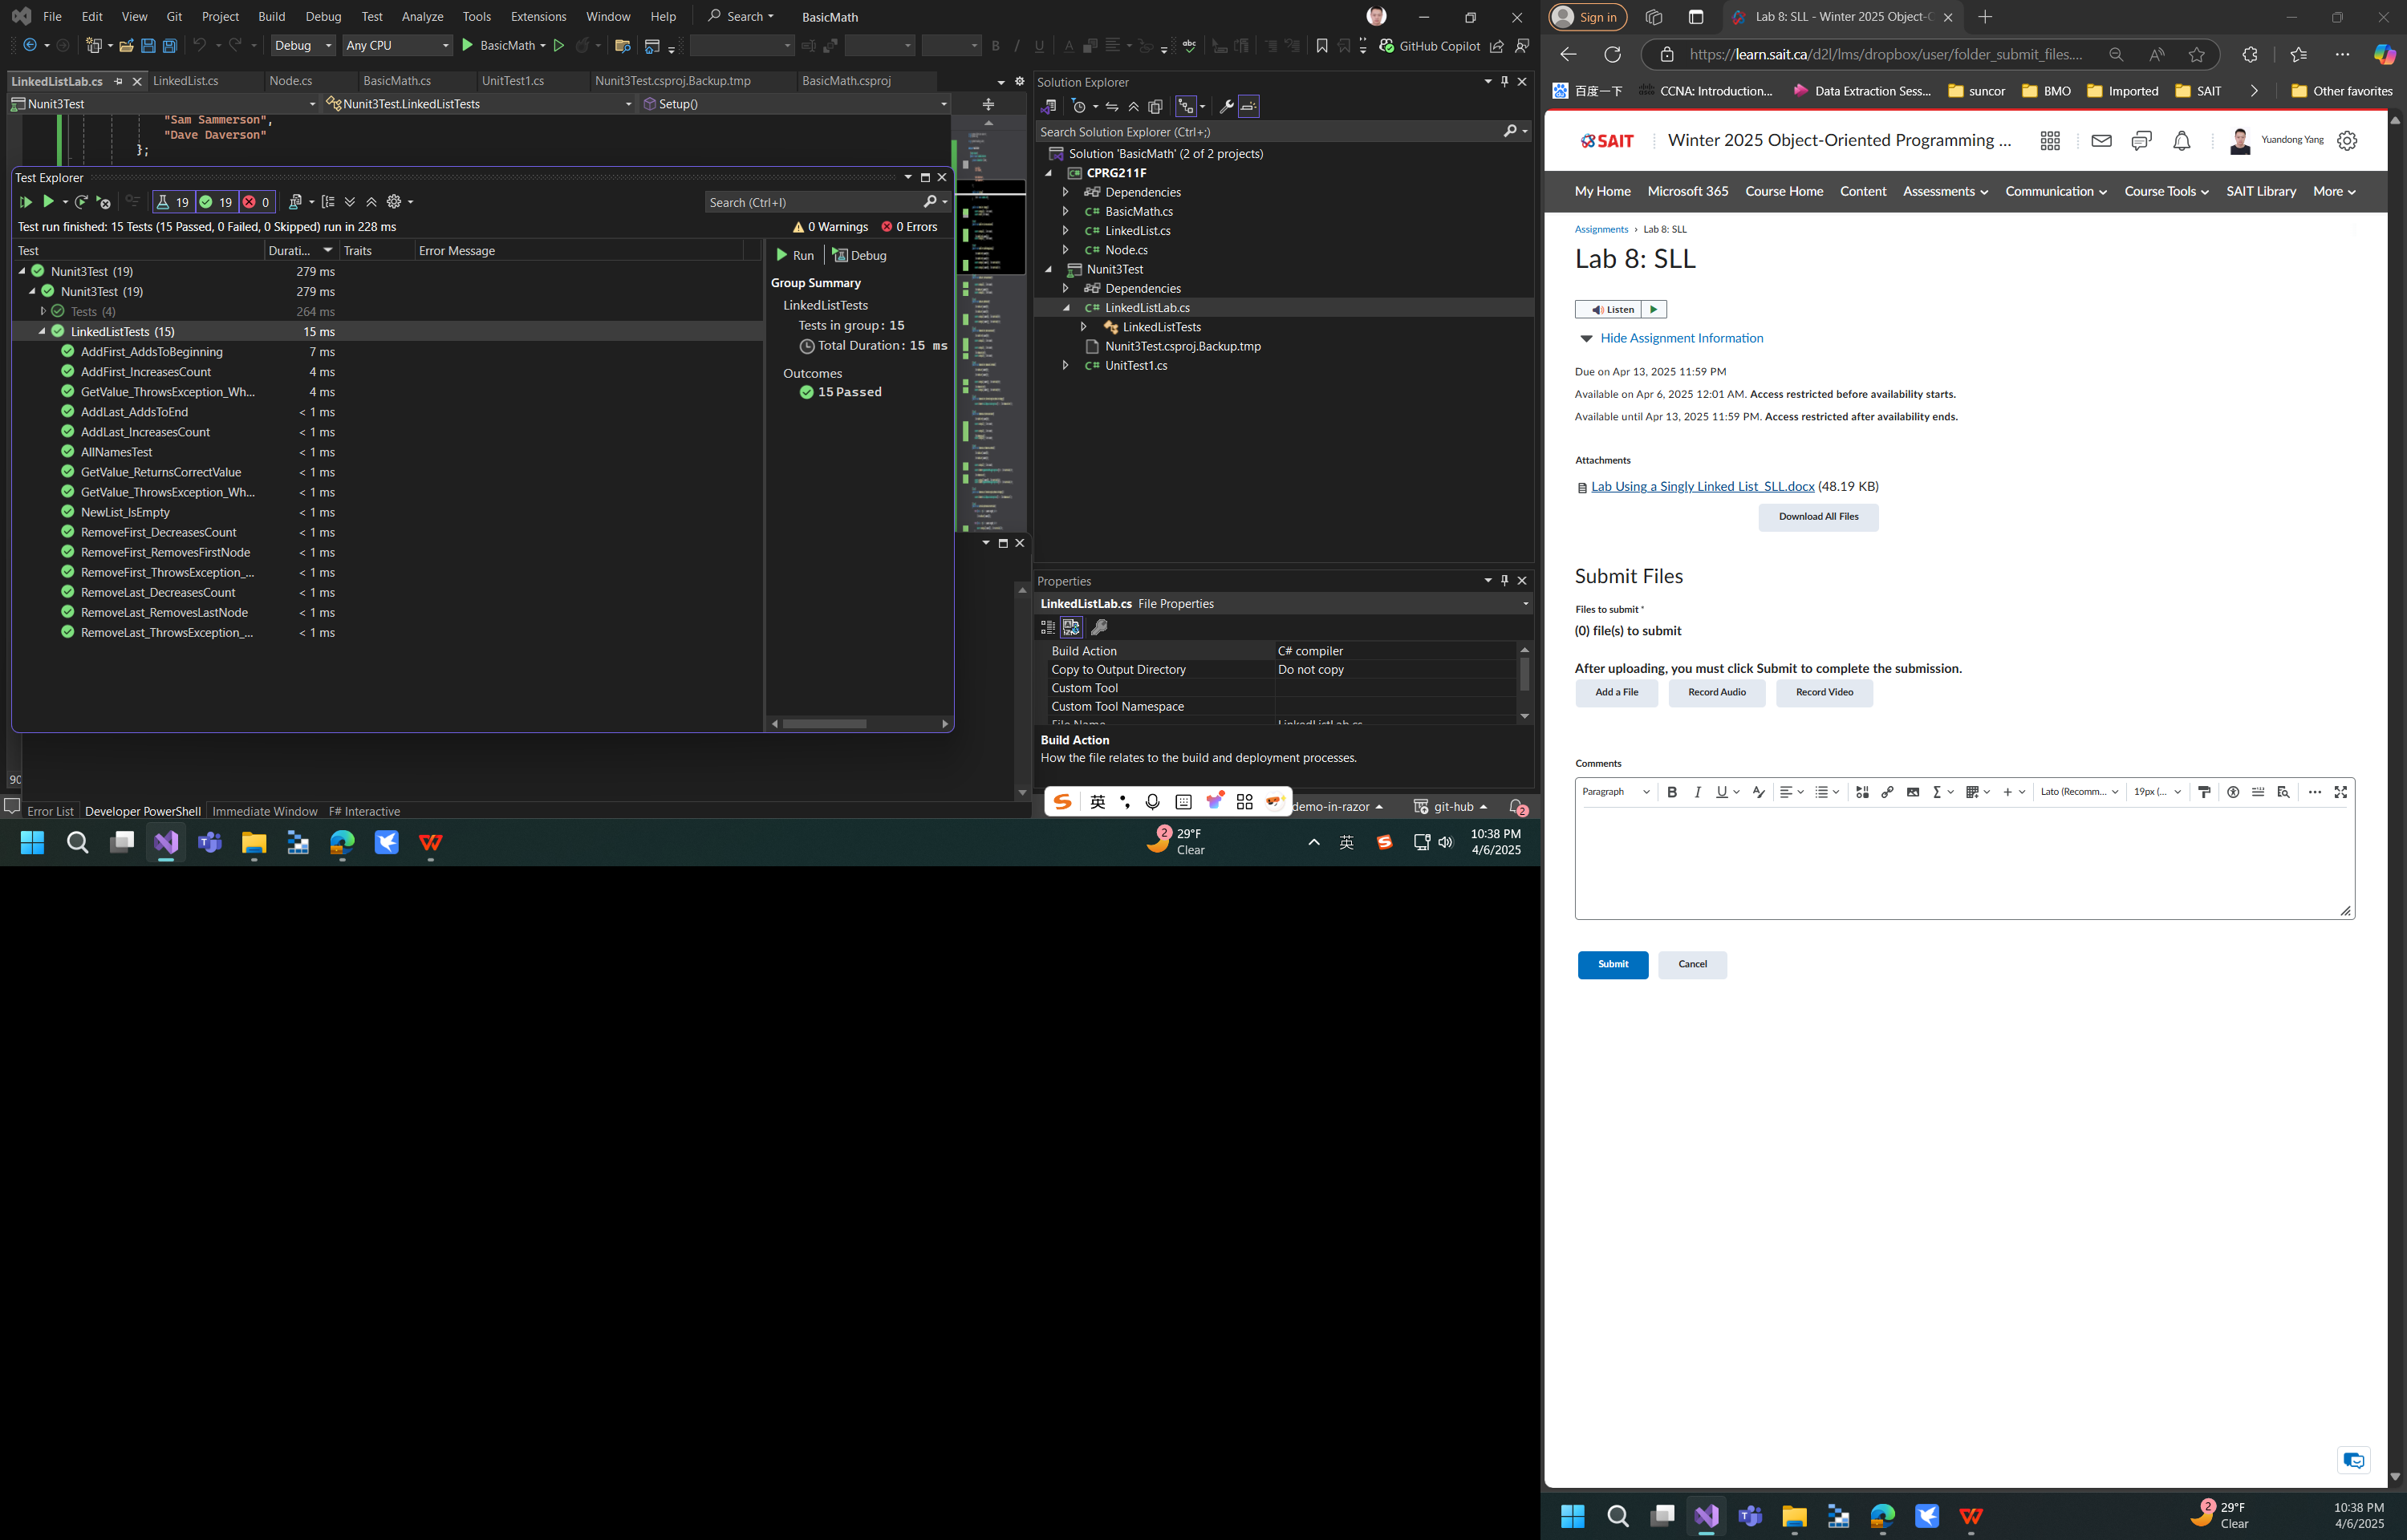 File Edit View Git Project Build Debug Test Analyze Tools Extensions Window Help Search BasicMath
Debug Any CPU BasicMath GitHub Copilot
LinkedListLab.cs LinkedList.cs Node.cs BasicMath.cs UnitTest1.cs Nunit3Test.csproj.Backup.tmp BasicMath.csproj
Nunit3Test Nunit3Test.LinkedListTests Setup()
"Sam Sammerson",
"Dave Daverson"
};
Test Explorer
19 19 0 Search (Ctrl+I)
Test run finished: 15 Tests (15 Passed, 0 Failed, 0 Skipped) run in 228 ms 0 Warnings 0 Errors
Test Durati... Traits Error Message
Nunit3Test (19) 279 ms
Nunit3Test (19) 279 ms
Tests (4) 264 ms
LinkedListTests (15) 15 ms
AddFirst_AddsToBeginning 7 ms
AddFirst_IncreasesCount 4 ms
GetValue_ThrowsException_Wh... 4 ms
AddLast_AddsToEnd < 1 ms
AddLast_IncreasesCount < 1 ms
AllNamesTest < 1 ms
GetValue_ReturnsCorrectValue < 1 ms
GetValue_ThrowsException_Wh... < 1 ms
NewList_IsEmpty < 1 ms
RemoveFirst_DecreasesCount < 1 ms
RemoveFirst_RemovesFirstNode < 1 ms
RemoveFirst_ThrowsException_... < 1 ms
RemoveLast_DecreasesCount < 1 ms
RemoveLast_RemovesLastNode < 1 ms
RemoveLast_ThrowsException_... < 1 ms
Run Debug
Group Summary
LinkedListTests
Tests in group: 15
Total Duration: 15 ms
Outcomes
15 Passed
90
Error List Developer PowerShell Immediate Window F# Interactive
Solution Explorer
Search Solution Explorer (Ctrl+;)
Solution 'BasicMath' (2 of 2 projects)
CPRG211F
Dependencies
C# BasicMath.cs
C# LinkedList.cs
C# Node.cs
Nunit3Test
Dependencies
C# LinkedListLab.cs
LinkedListTests
Nunit3Test.csproj.Backup.tmp
C# UnitTest1.cs
Properties
LinkedListLab.cs File Properties
Build Action C# compiler
Copy to Output Directory Do not copy
Custom Tool
Custom Tool Namespace
File Name LinkedListLab.cs
Build Action
How the file relates to the build and deployment processes.
英 demo-in-razor git-hub 2
2 29°F
Clear
英
10:38 PM
4/6/2025
Sign in Lab 8: SLL - Winter 2025 Object-O
https://learn.sait.ca/d2l/lms/dropbox/user/folder_submit_files....
百度一下 CCNA: Introduction... Data Extraction Sess... suncor BMO Imported SAIT Other favorites
SAIT Winter 2025 Object-Oriented Programming ... Yuandong Yang
My Home Microsoft 365 Course Home Content Assessments Communication Course Tools SAIT Library More
Assignments › Lab 8: SLL
Lab 8: SLL
Listen
Hide Assignment Information
Due on Apr 13, 2025 11:59 PM
Available on Apr 6, 2025 12:01 AM. Access restricted before availability starts.
Available until Apr 13, 2025 11:59 PM. Access restricted after availability ends.
Attachments
Lab Using a Singly Linked List_SLL.docx (48.19 KB)
Download All Files
Submit Files
Files to submit *
(0) file(s) to submit
After uploading, you must click Submit to complete the submission.
Add a File Record Audio Record Video
Comments
Paragraph B I U Lato (Recomm... 19px (...
Submit Cancel
2 29°F
Clear
10:38 PM
4/6/2025